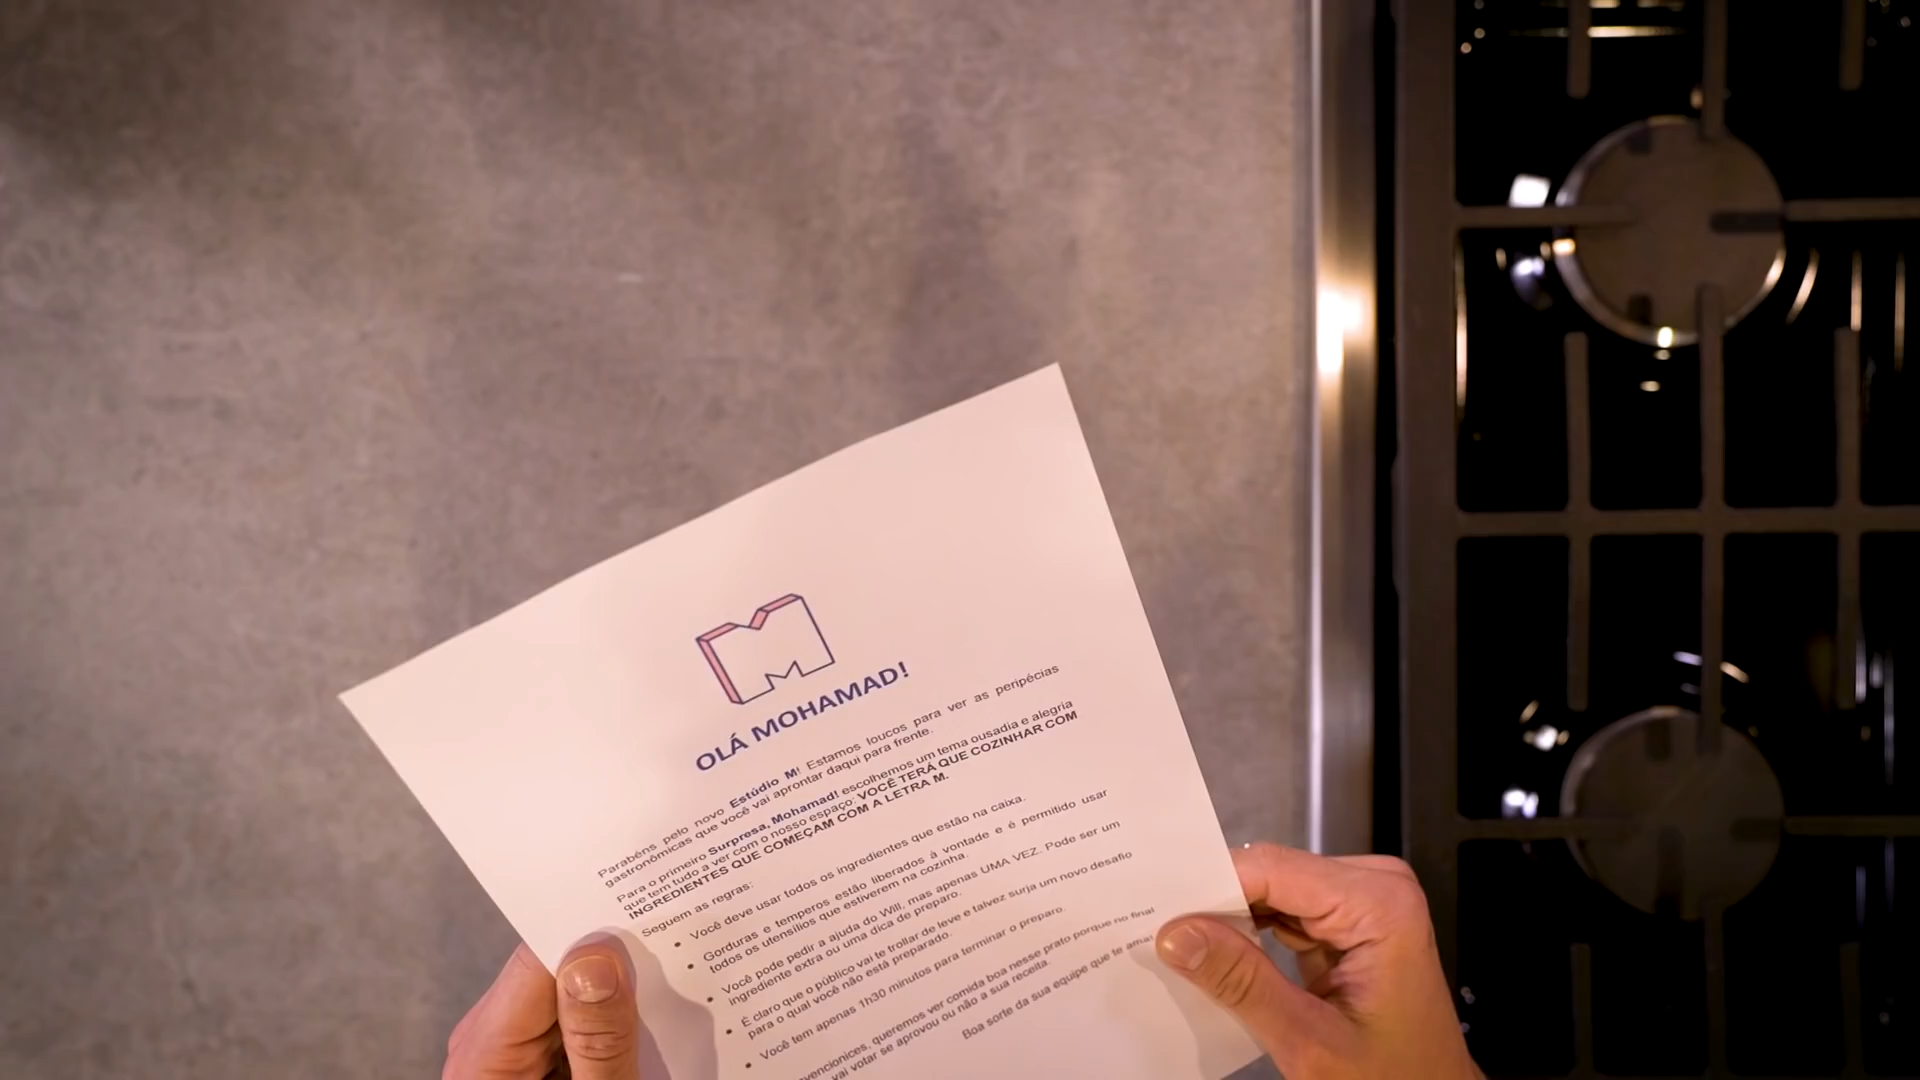 OLÁ MOHAMAD!
Parabéns pelo novo Estúdio M! Estamos loucos para ver as peripécias
gastronômicas que você vai aprontar daqui para frente.
Para o primeiro Surpresa, Mohamad! escolhemos um tema ousadia e alegria
que tem tudo a ver com o nosso espaço: VOCÊ TERÁ QUE COZINHAR COM
INGREDIENTES QUE COMEÇAM COM A LETRA M.
Seguem as regras:
• Você deve usar todos os ingredientes que estão na caixa.
• Gorduras e temperos estão liberados à vontade e é permitido usar
todos os utensílios que estiverem na cozinha.
• Você pode pedir a ajuda do Will, mas apenas UMA VEZ. Pode ser um
ingrediente extra ou uma dica de preparo.
• É claro que o público vai te trollar de leve e talvez surja um novo desafio
para o qual você não está preparado.
• Você tem apenas 1h30 minutos para terminar o preparo.
queremos ver comida boa nesse prato porque no final
vai votar se aprovou ou não a sua receita.
Boa sorte da sua equipe que te ama!